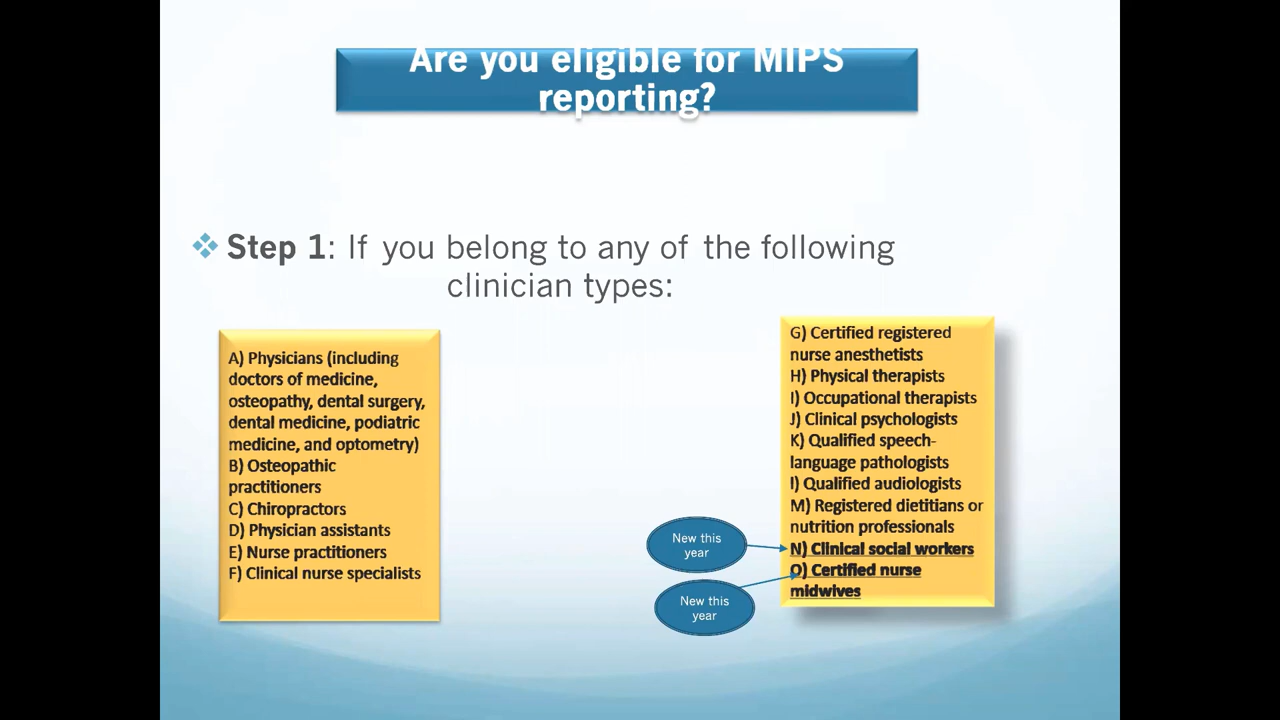 Are you eligible for MIPS
reporting?
Step 1: If you belong to any of the following
clinician types:
A) Physicians (including
doctors of medicine,
osteopathy, dental surgery,
dental medicine, podiatric
medicine, and optometry)
B) Osteopathic
practitioners
C) Chiropractors
D) Physician assistants
E) Nurse practitioners
F) Clinical nurse specialists
G) Certified registered
nurse anesthetists
H) Physical therapists
I) Occupational therapists
J) Clinical psychologists
K) Qualified speech-
language pathologists
l) Qualified audiologists
M) Registered dietitians or
nutrition professionals
N) Clinical social workers
O) Certified nurse
midwives
New this
year
New this
year